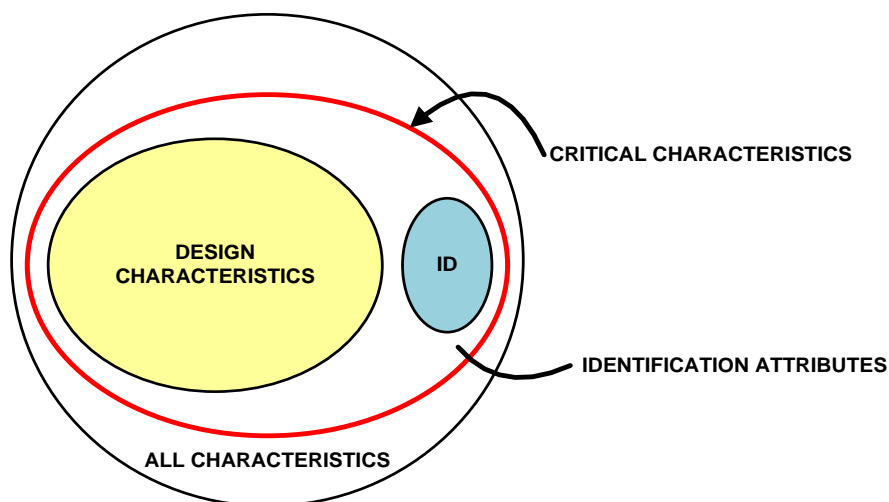 CRITICAL CHARACTERISTICS
DESIGN
CHARACTERISTICS
ID
IDENTIFICATION ATTRIBUTES
ALL CHARACTERISTICS